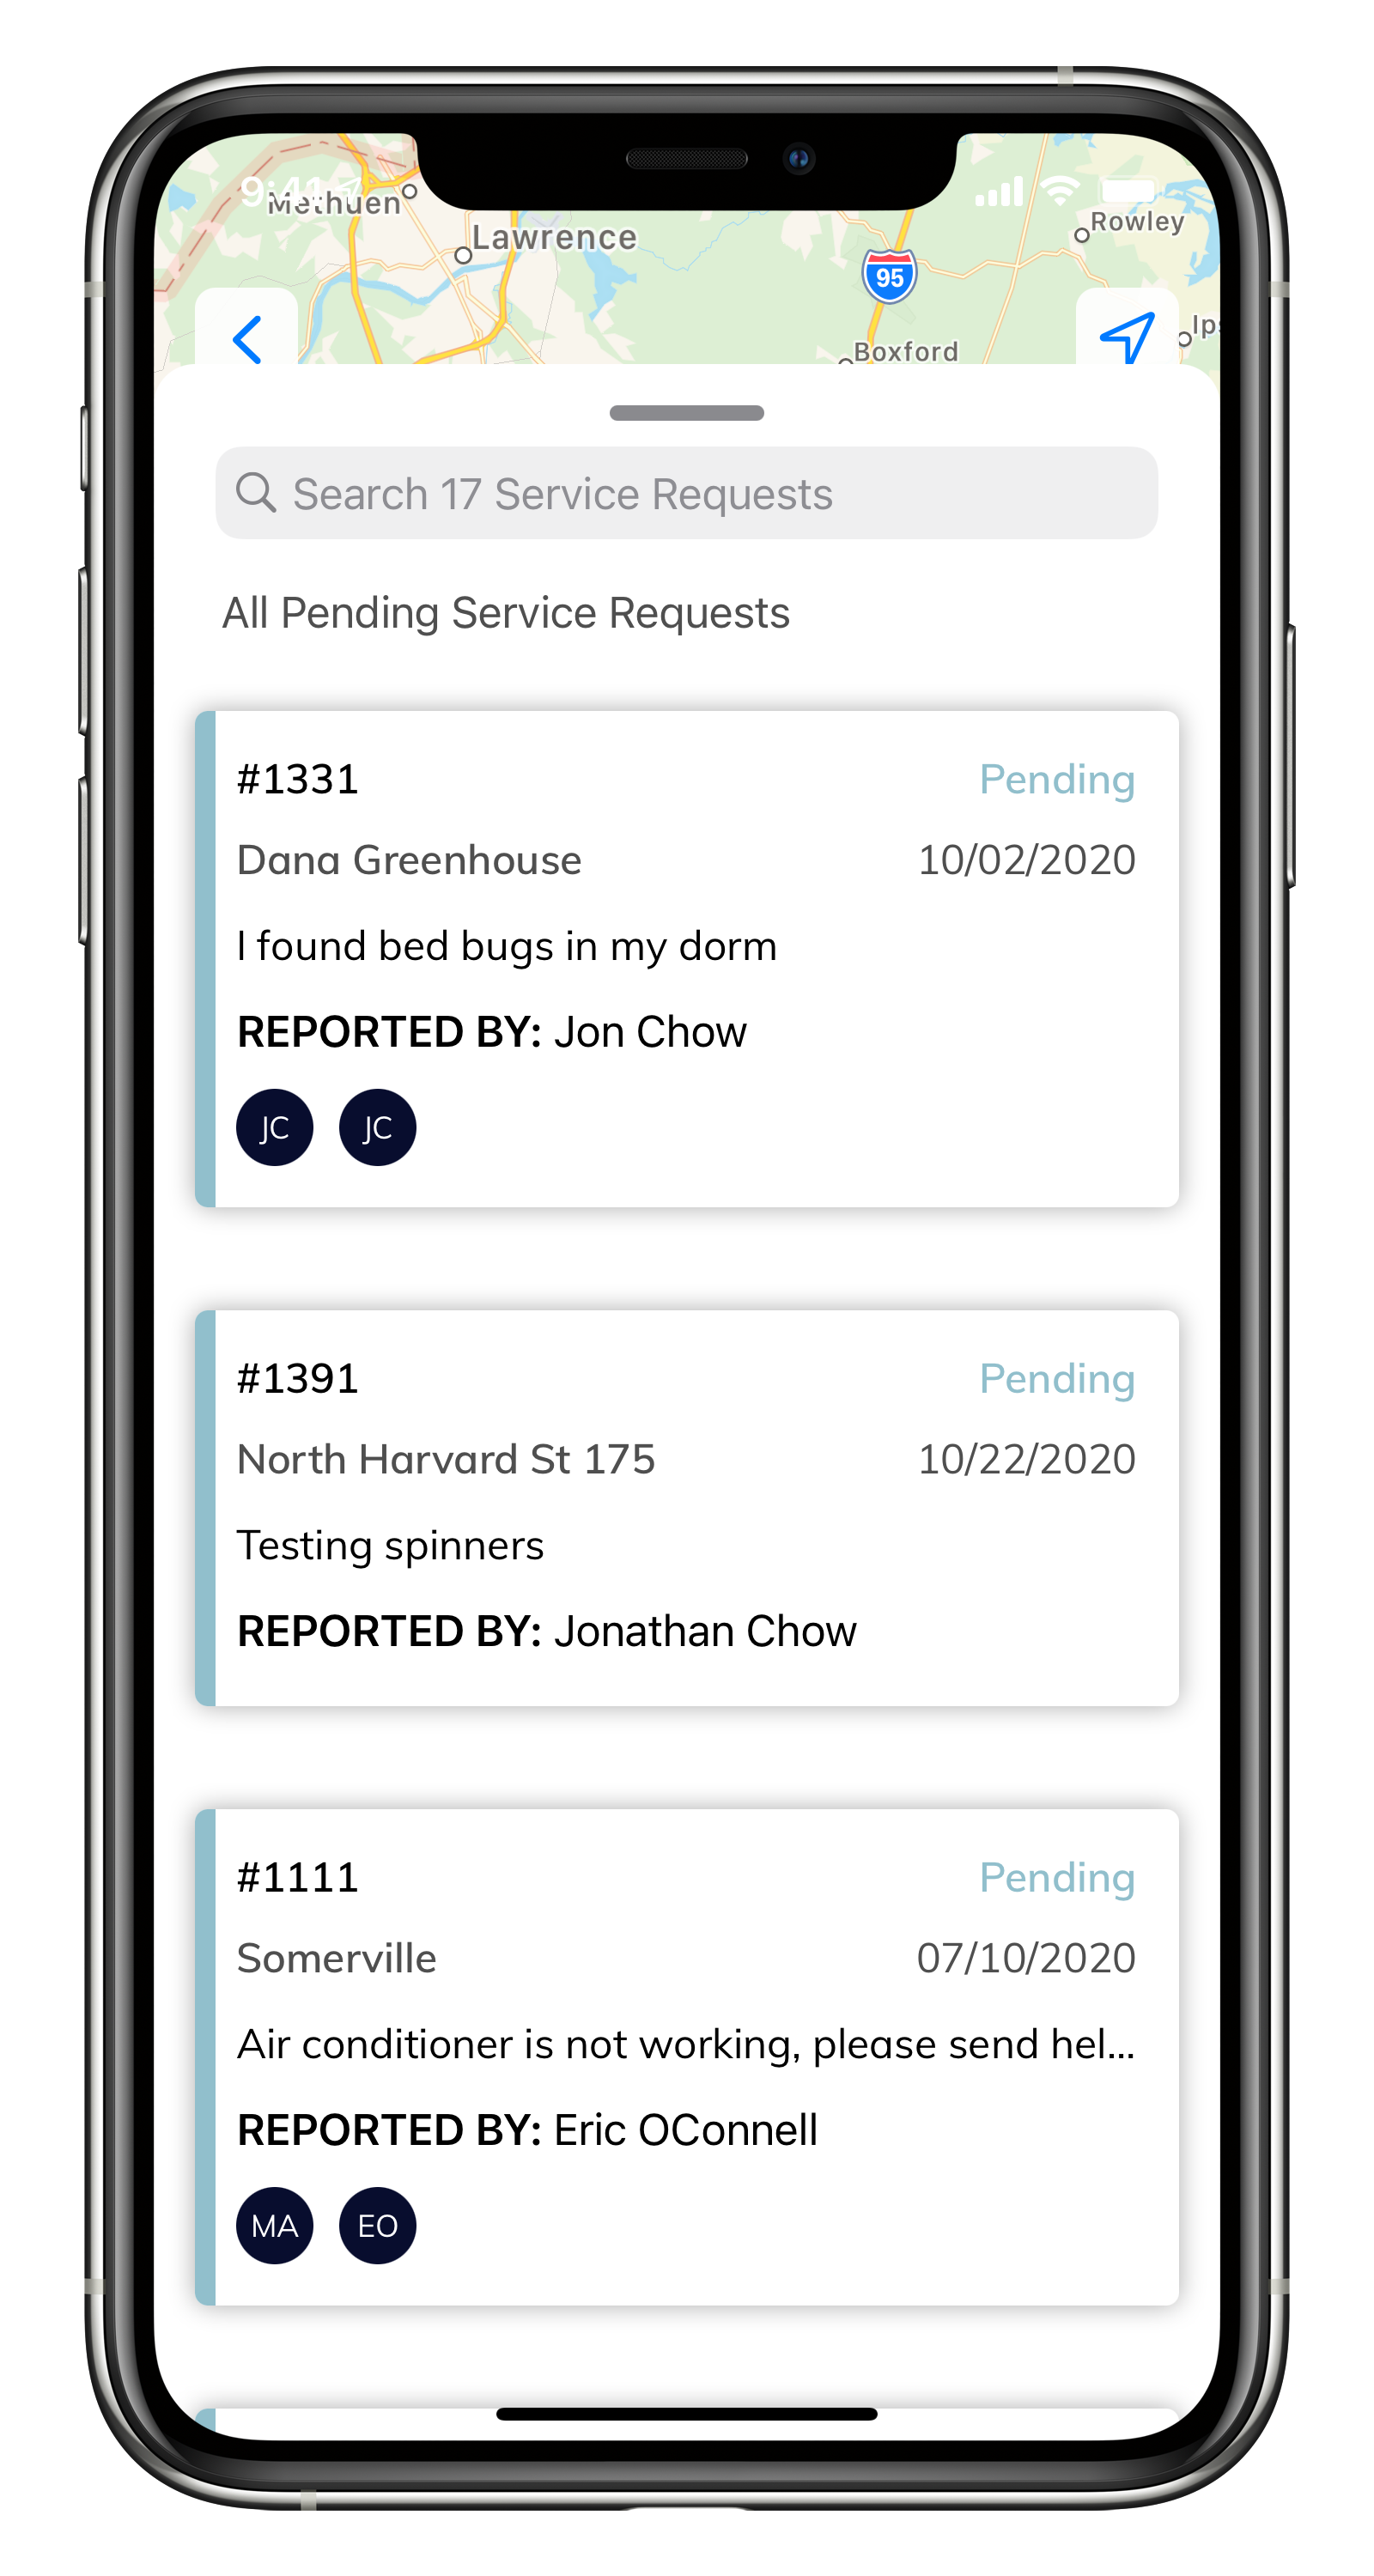 9:41
Methuen
Lawrence
Rowley
95
Boxford
Ips
Search 17 Service Requests
All Pending Service Requests
#1331 Pending
Dana Greenhouse 10/02/2020
I found bed bugs in my dorm
REPORTED BY: Jon Chow
JC JC
#1391 Pending
North Harvard St 175 10/22/2020
Testing spinners
REPORTED BY: Jonathan Chow
#1111 Pending
Somerville 07/10/2020
Air conditioner is not working, please send hel...
REPORTED BY: Eric OConnell
MA EO